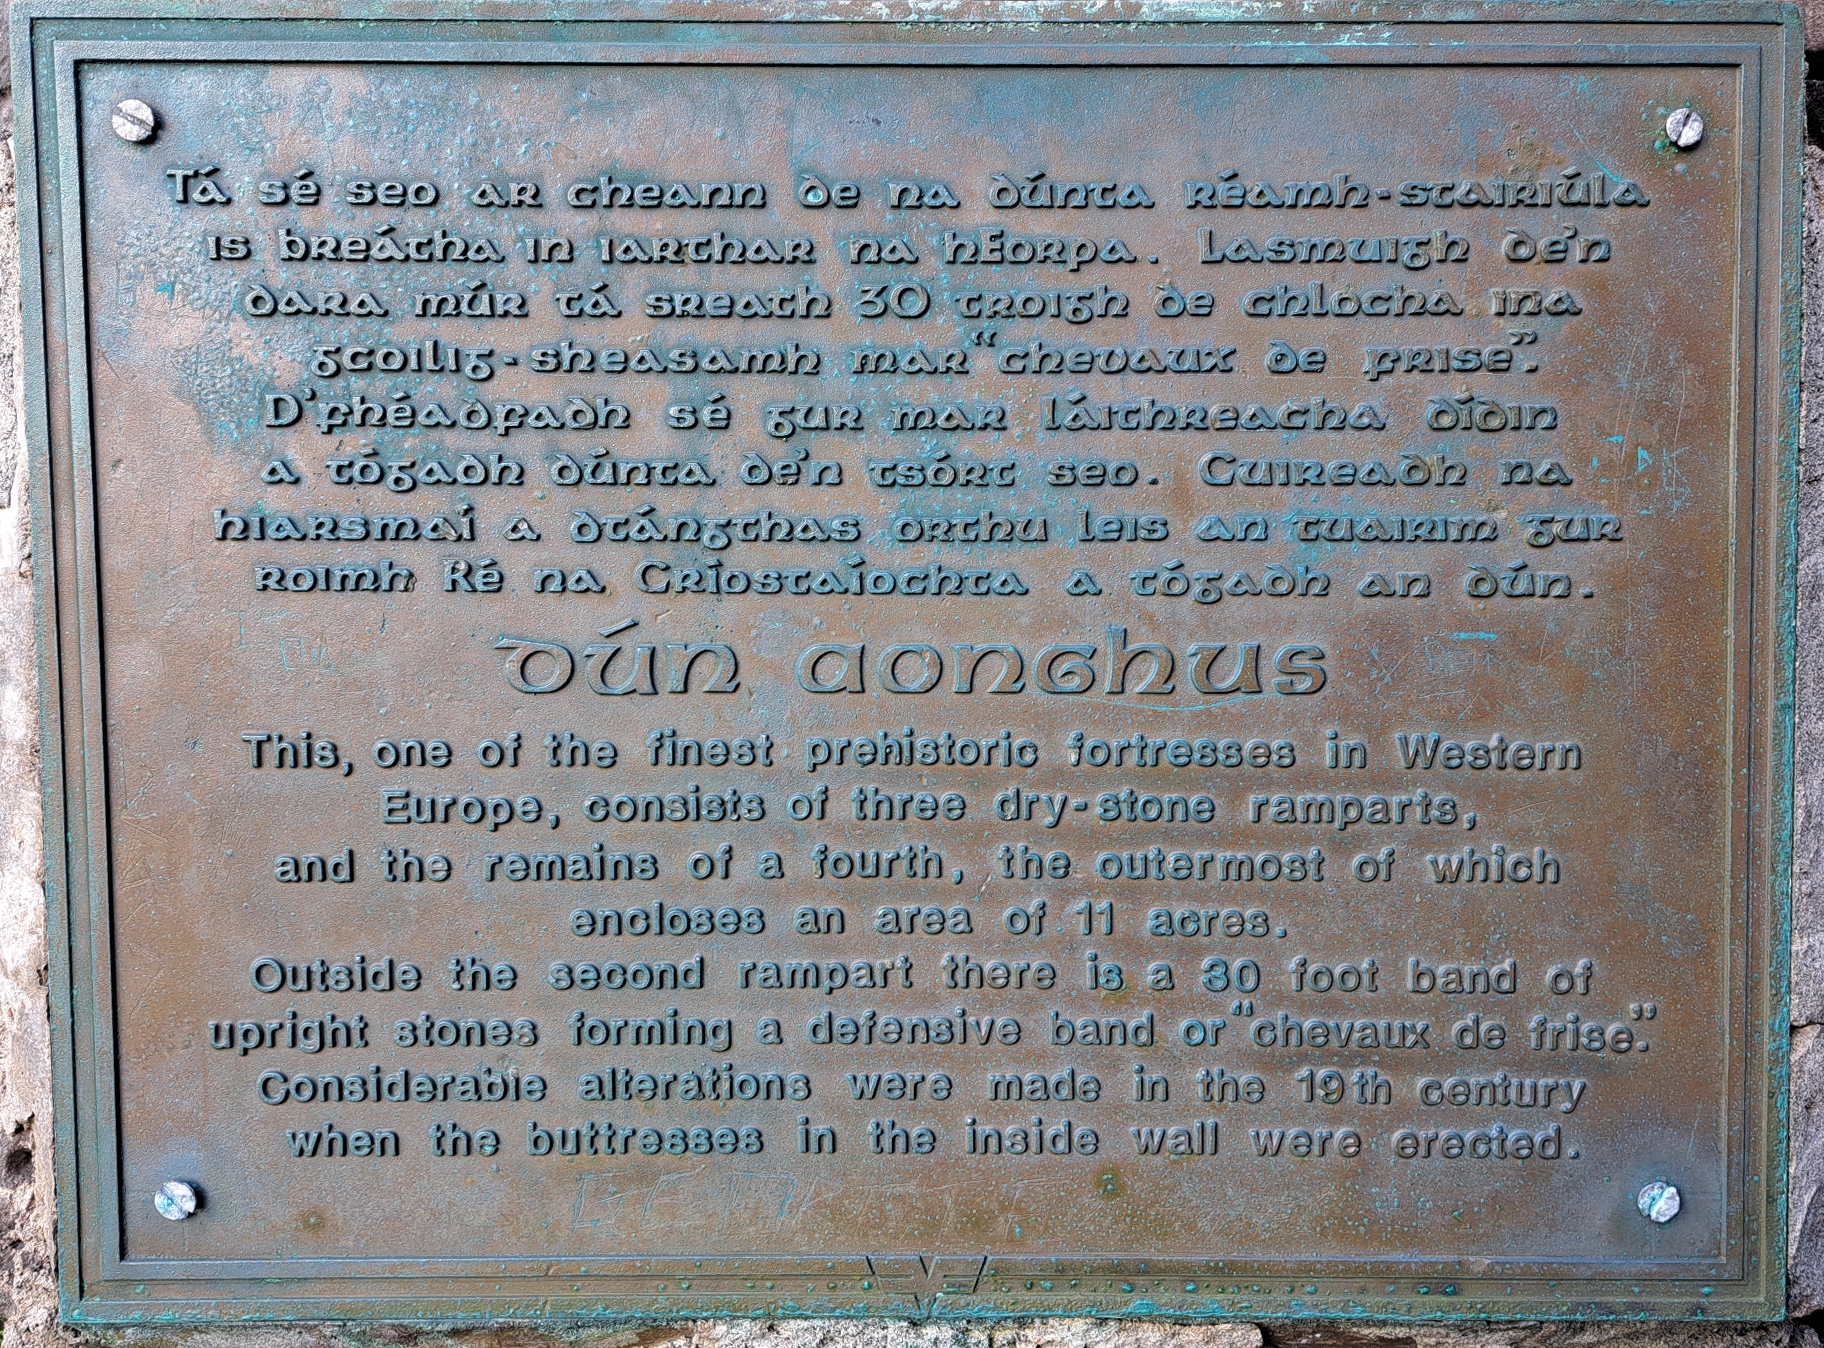 Tá sé seo ar cheann de na dúnta réamh-stairiúla
is breátha in iarthar na hEorpa. Lasmuigh de'n
dara múr tá sreath 30 troigh de chlocha ina
gcoilig-sheasamh mar "chevaux de frise".
D'fhéadfadh sé gur mar láithreacha dídin
a tógadh dúnta de'n tsórt seo. Cuireadh na
hiarsmaí a dtángthas orthu leis an tuairim gur
roimh Ré na Críostaíochta a tógadh an dún.
dún aonghus
This, one of the finest prehistoric fortresses in Western
Europe, consists of three dry-stone ramparts,
and the remains of a fourth, the outermost of which
encloses an area of 11 acres.
Outside the second rampart there is a 30 foot band of
upright stones forming a defensive band or "chevaux de frise".
Considerable alterations were made in the 19th century
when the buttresses in the inside wall were erected.